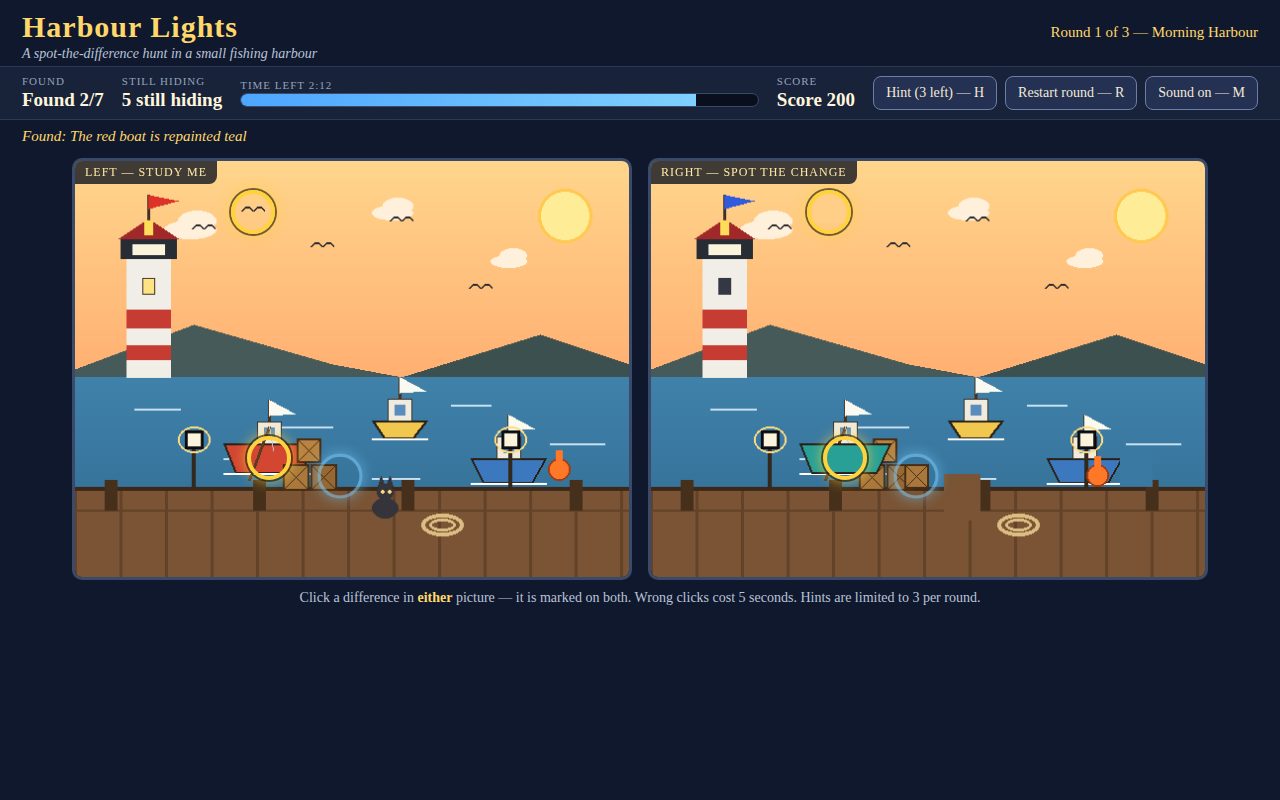 Harbour Lights
A spot-the-difference hunt in a small fishing harbour
Round 1 of 3 — Morning Harbour
FOUND
Found 2/7
STILL HIDING
5 still hiding
TIME LEFT 2:12
SCORE
Score 200
Hint (3 left) — H
Restart round — R
Sound on — M
Found: The red boat is repainted teal
LEFT — STUDY ME
RIGHT — SPOT THE CHANGE
Click a difference in either picture — it is marked on both. Wrong clicks cost 5 seconds. Hints are limited to 3 per round.